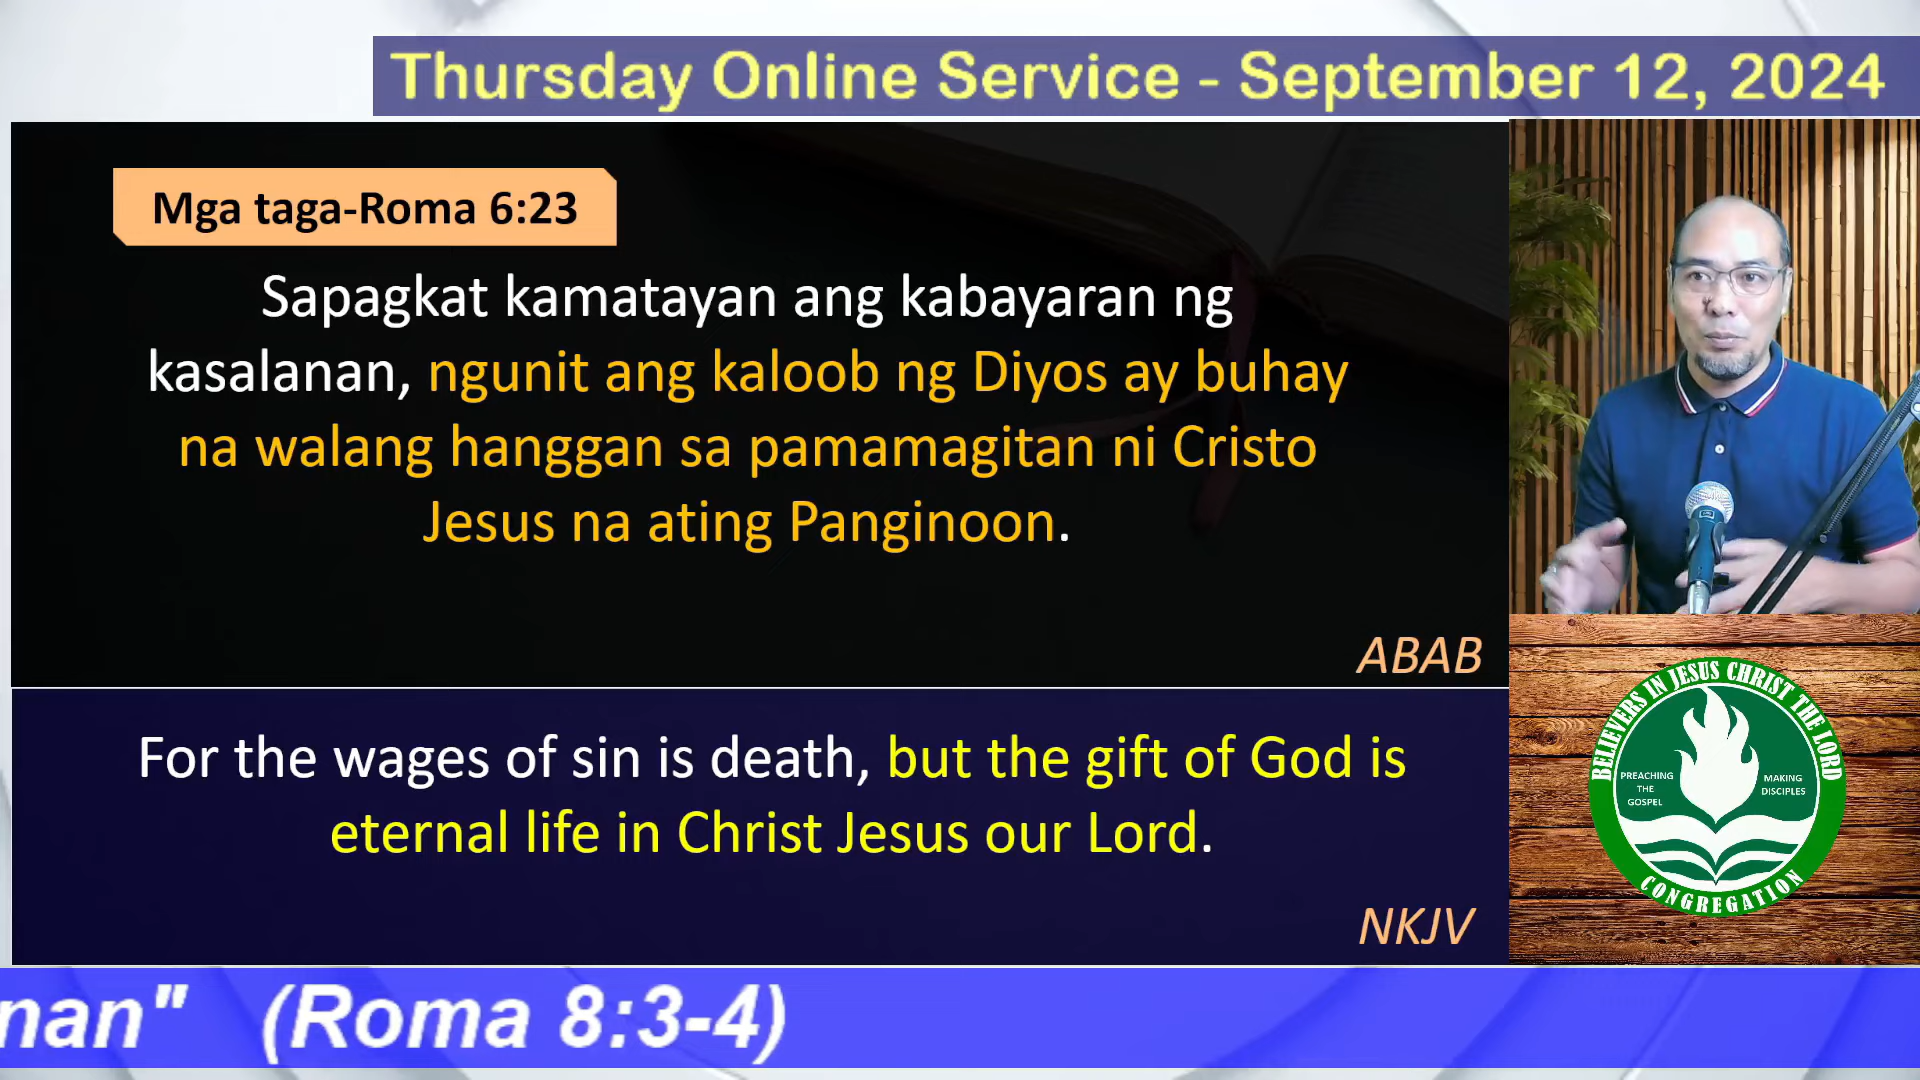 Thursday Online Service - September 12, 2024
Mga taga-Roma 6:23
Sapagkat kamatayan ang kabayaran ng
kasalanan, ngunit ang kaloob ng Diyos ay buhay
na walang hanggan sa pamamagitan ni Cristo
Jesus na ating Panginoon.
ABAB
For the wages of sin is death, but the gift of God is
eternal life in Christ Jesus our Lord.
NKJV
BELIEVERS IN JESUS CHRIST THE LORD
PREACHING
THE
GOSPEL
MAKING
DISCIPLES
CONGREGATION
nan" (Roma 8:3-4)